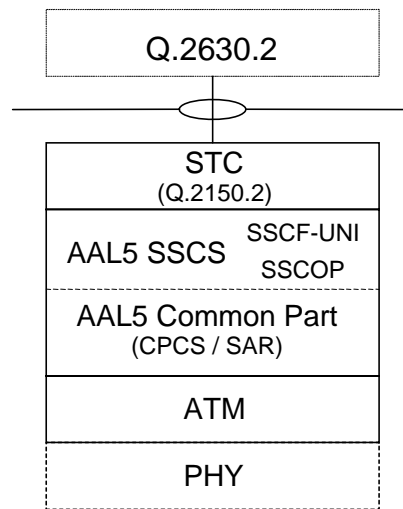 Q.2630.2
STC
(Q.2150.2)
AAL5 SSCS
SSCF-UNI
SSCOP
AAL5 Common Part
(CPCS / SAR)
ATM
PHY